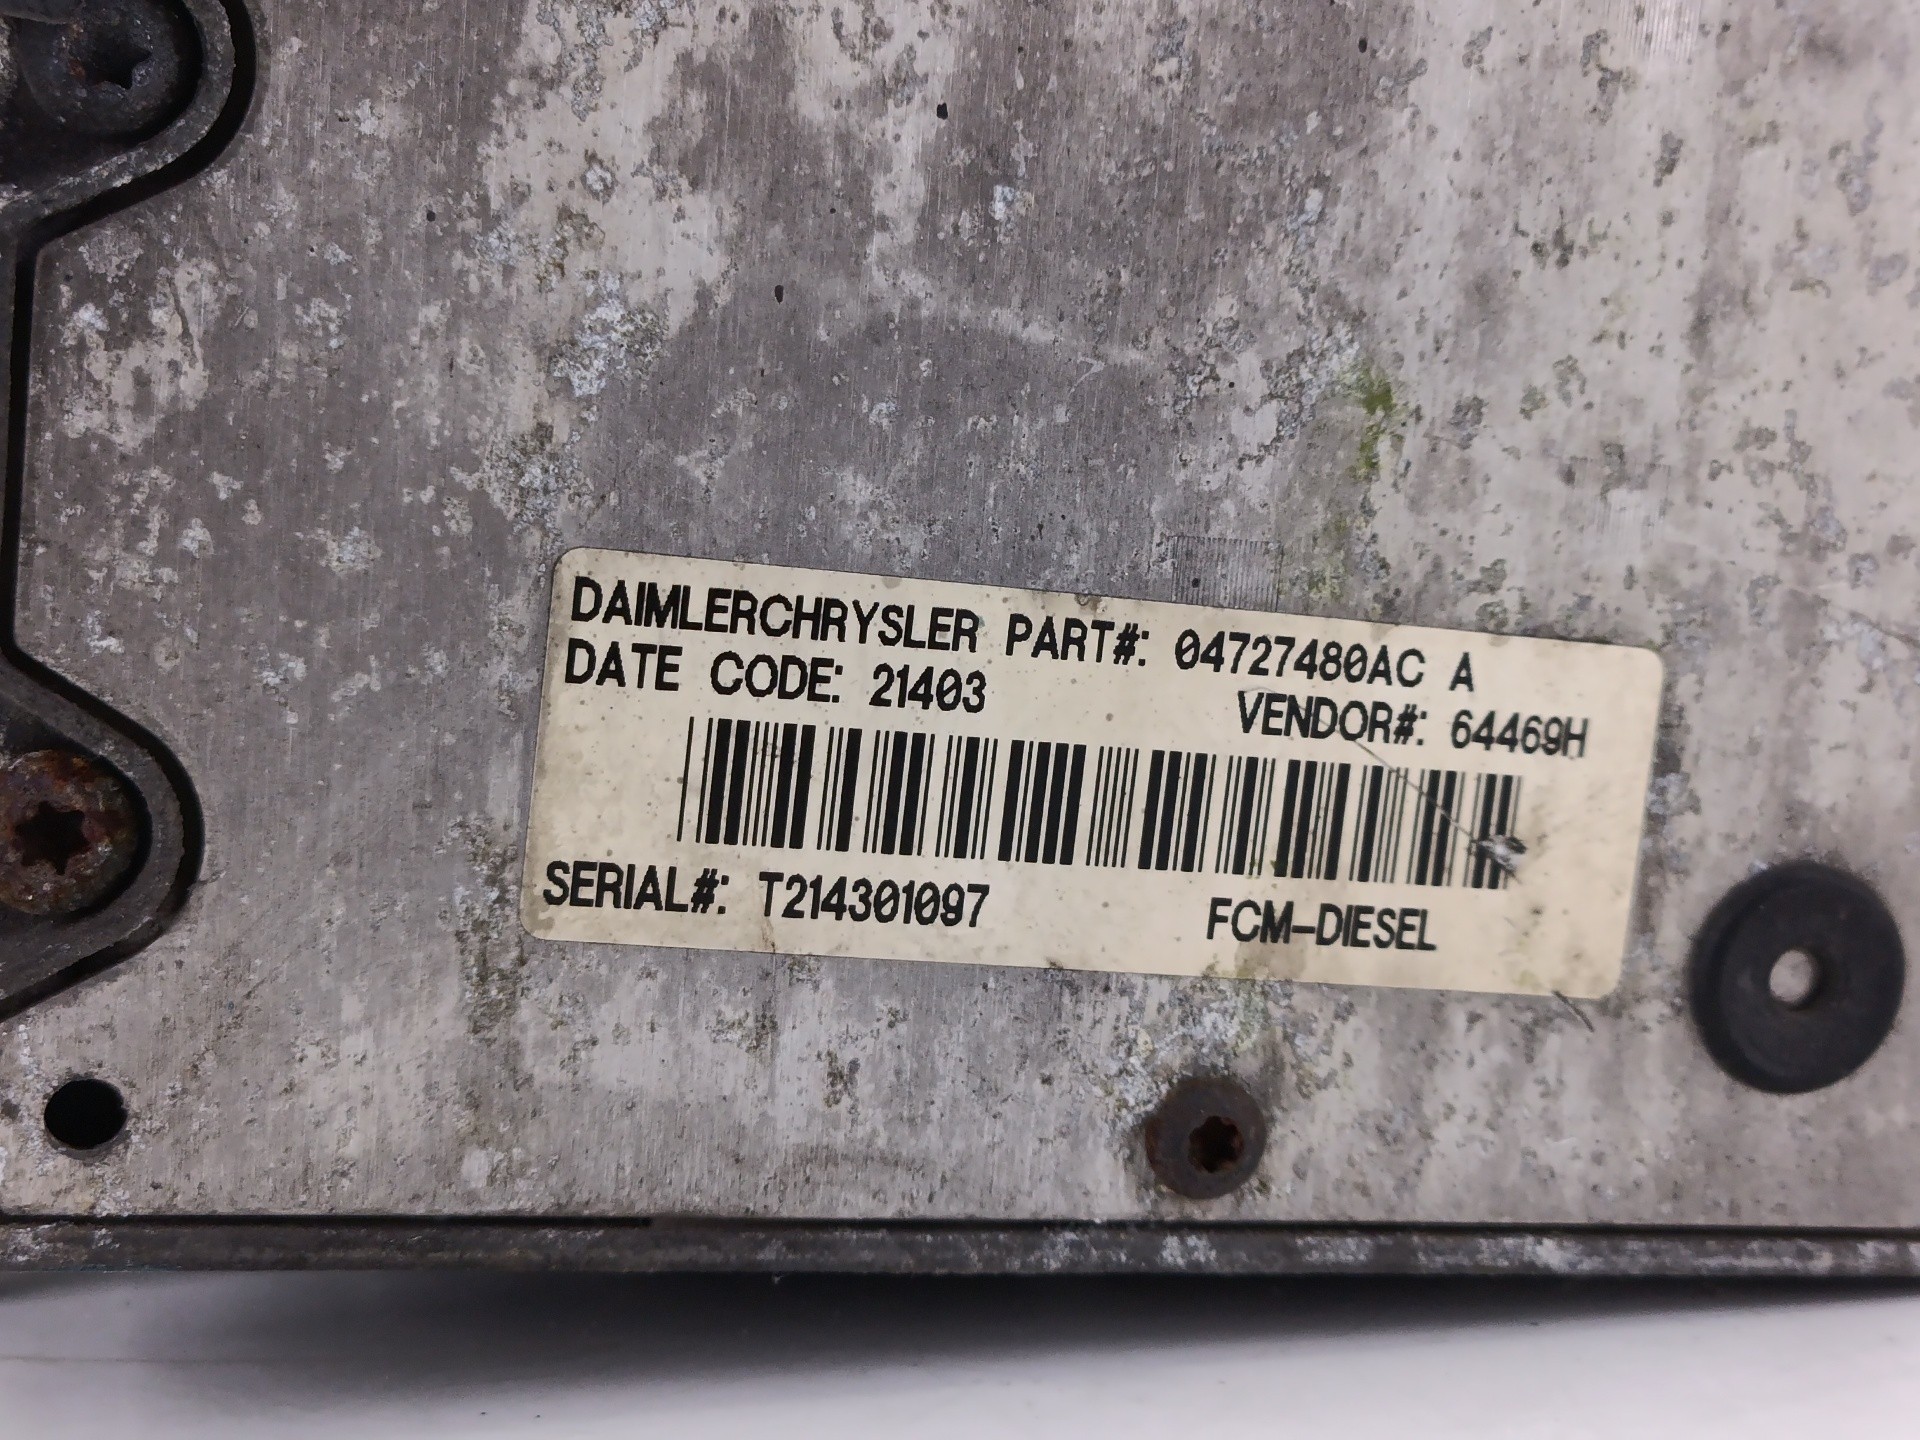 DAIMLERCHRYSLER PART#: 04727480AC A
DATE CODE: 21403
VENDOR#: 64469H
SERIAL#: T214301097
FCM-DIESEL